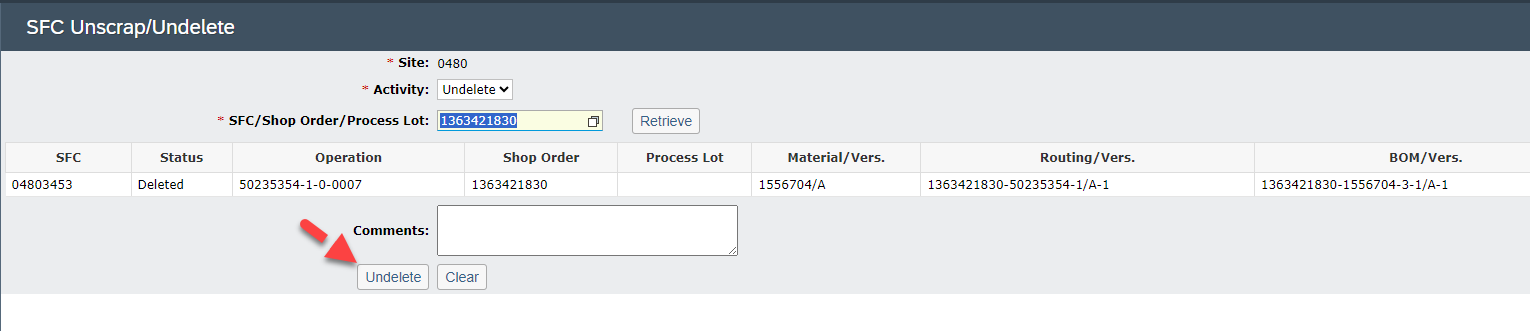 SFC Unscrap/Undelete
* Site: 0480
* Activity: Undelete
* SFC/Shop Order/Process Lot: 1363421830 Retrieve
SFC Status Operation Shop Order Process Lot Material/Vers. Routing/Vers. BOM/Vers.
04803453 Deleted 50235354-1-0-0007 1363421830 1556704/A 1363421830-50235354-1/A-1 1363421830-1556704-3-1/A-1
Comments:
Undelete Clear